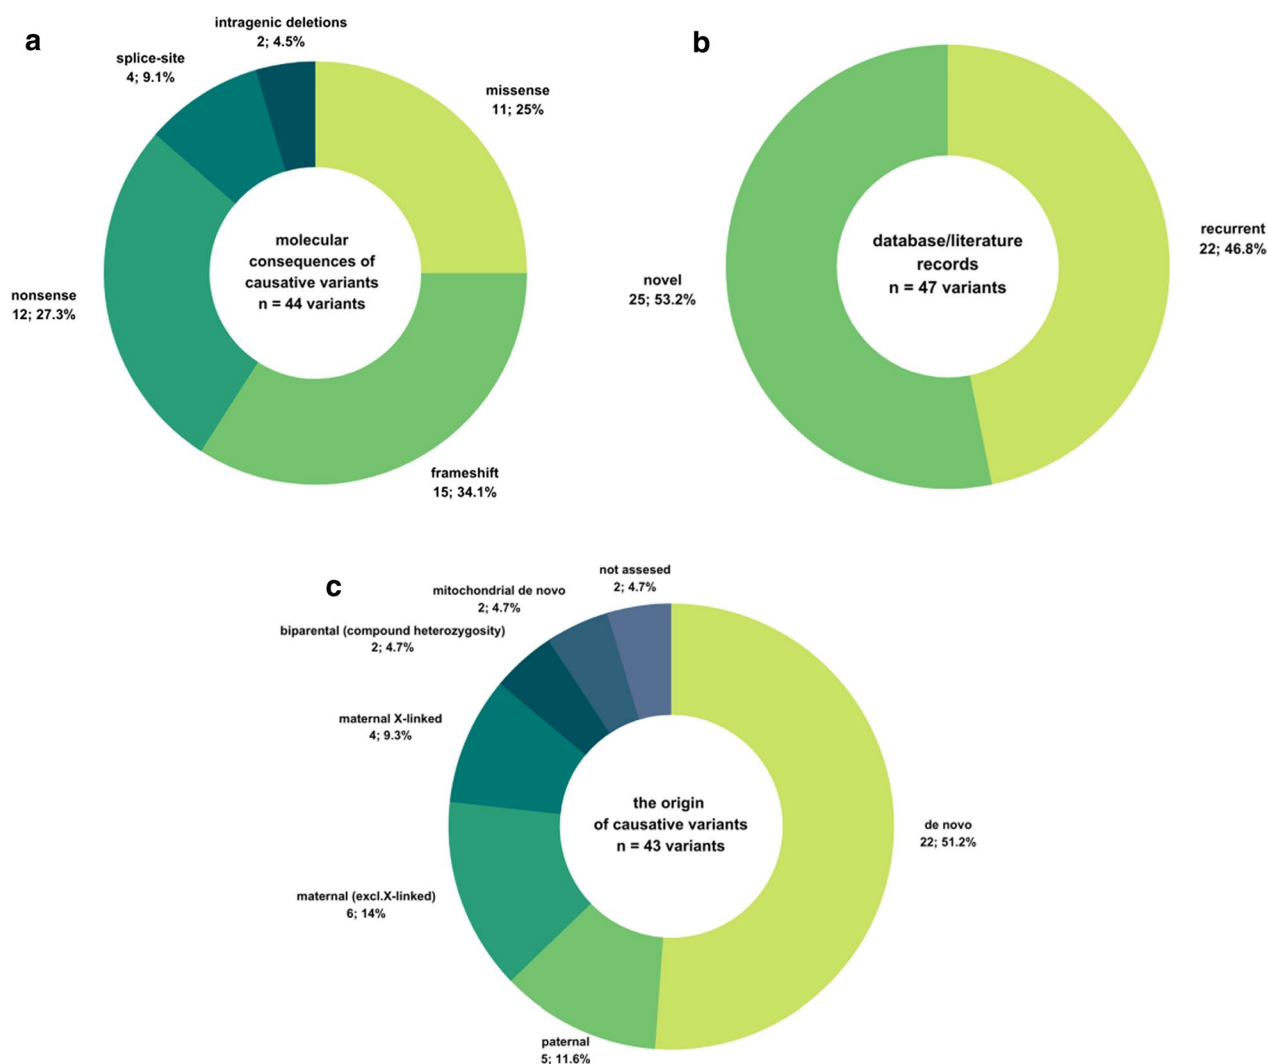 a
intragenic deletions
2; 4.5%
splice-site
4; 9.1%
missense
11; 25%
molecular
consequences of
causative variants
n = 44 variants
nonsense
12; 27.3%
frameshift
15; 34.1%
b
database/literature
records
n = 47 variants
recurrent
22; 46.8%
novel
25; 53.2%
c
not assesed
2; 4.7%
mitochondrial de novo
2; 4.7%
biparental (compound heterozygosity)
2; 4.7%
maternal X-linked
4; 9.3%
the origin
of causative variants
n = 43 variants
de novo
22; 51.2%
maternal (excl.X-linked)
6; 14%
paternal
5; 11.6%